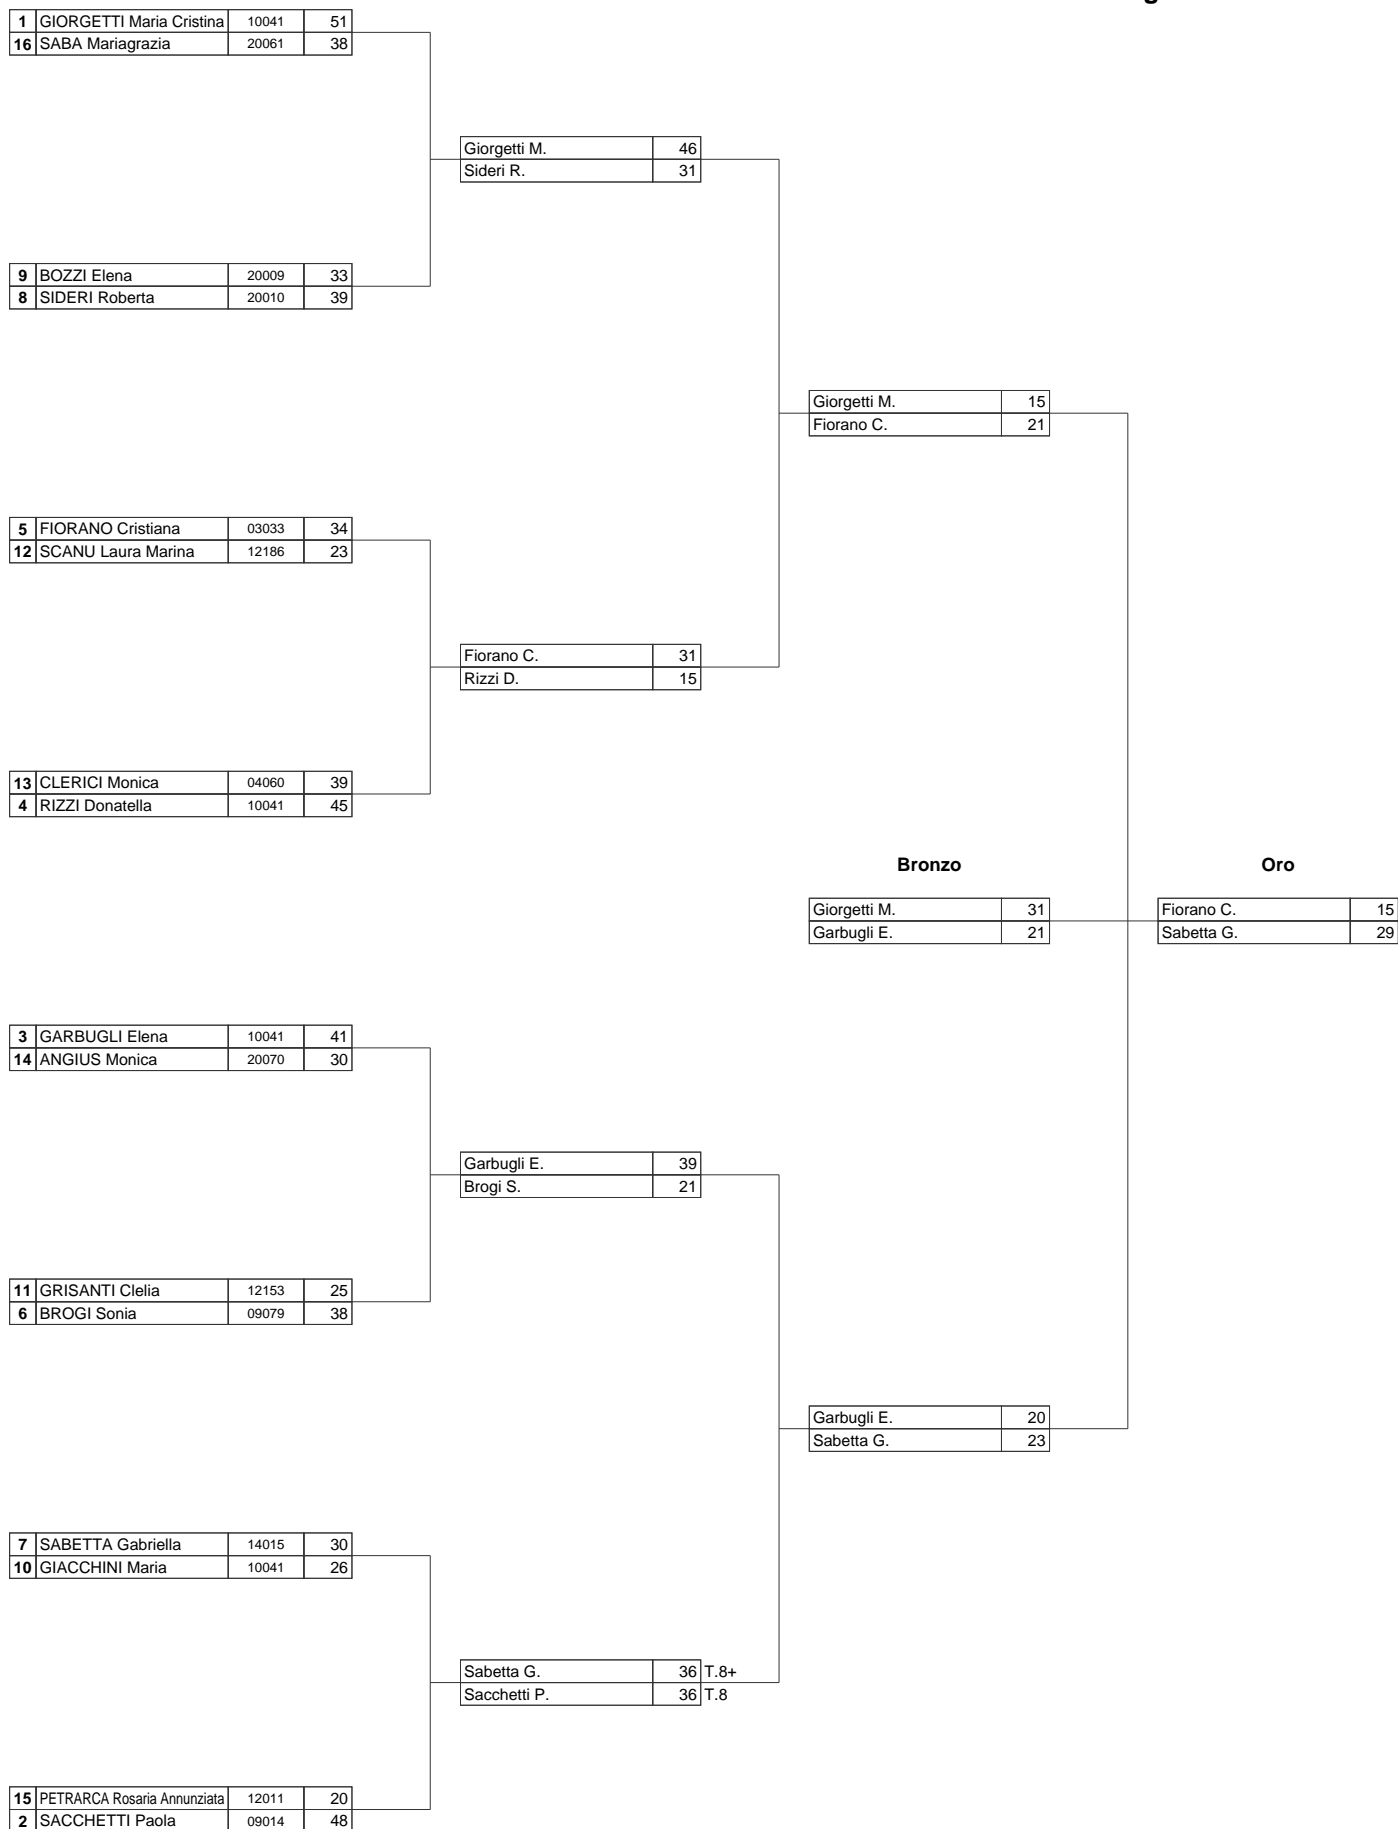 1 GIORGETTI Maria Cristina 10041 51
16 SABA Mariagrazia 20061 38
Giorgetti M. 46
Sideri R. 31
9 BOZZI Elena 20009 33
8 SIDERI Roberta 20010 39
Giorgetti M. 15
Fiorano C. 21
5 FIORANO Cristiana 03033 34
12 SCANU Laura Marina 12186 23
Fiorano C. 31
Rizzi D. 15
13 CLERICI Monica 04060 39
4 RIZZI Donatella 10041 45
Bronzo Oro
Giorgetti M. 31 Fiorano C. 15
Garbugli E. 21 Sabetta G. 29
3 GARBUGLI Elena 10041 41
14 ANGIUS Monica 20070 30
Garbugli E. 39
Brogi S. 21
11 GRISANTI Clelia 12153 25
6 BROGI Sonia 09079 38
Garbugli E. 20
Sabetta G. 23
7 SABETTA Gabriella 14015 30
10 GIACCHINI Maria 10041 26
Sabetta G. 36 T.8+
Sacchetti P. 36 T.8
15 PETRARCA Rosaria Annunziata 12011 20
2 SACCHETTI Paola 09014 48